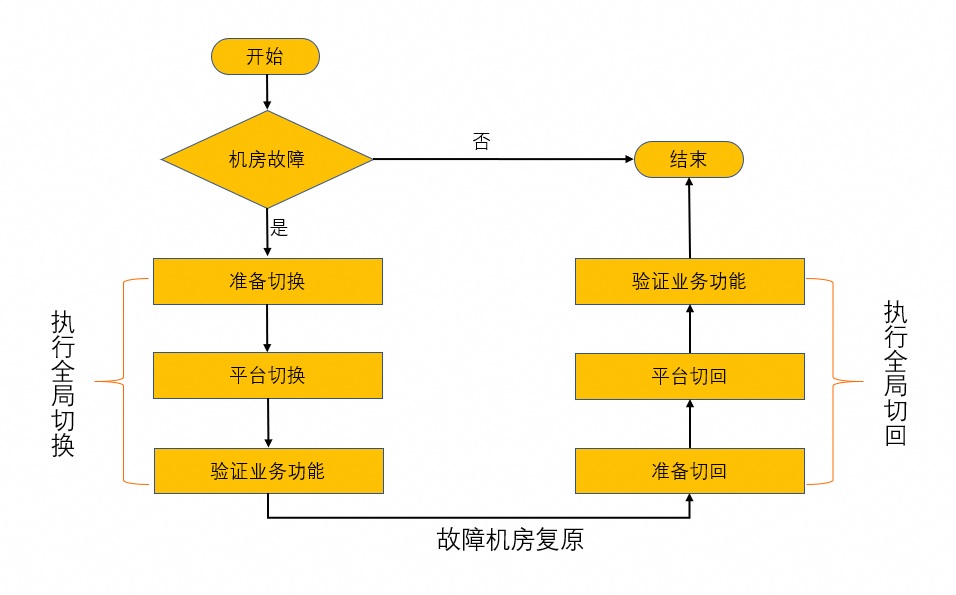 开始
机房故障
否
结束
是
准备切换
平台切换
验证业务功能
执行全局切换
故障机房复原
验证业务功能
平台切回
准备切回
执行全局切回